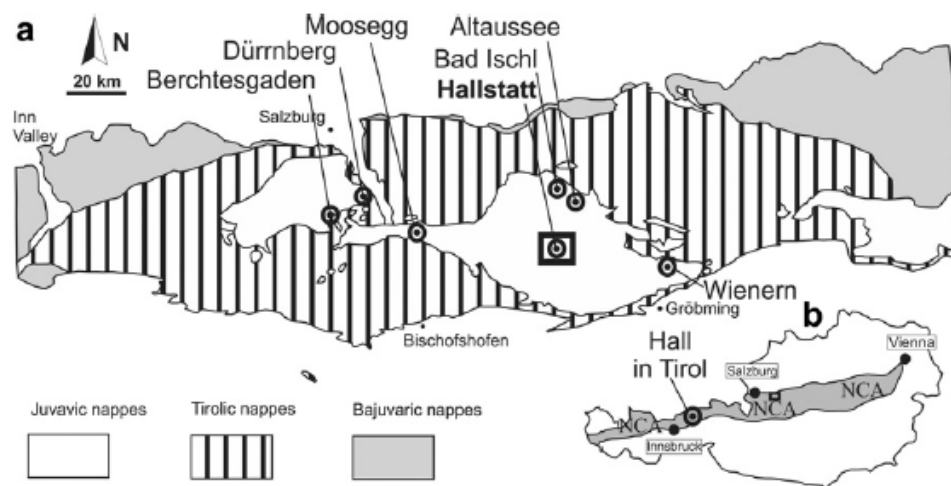 a
N
20 km
Moosegg
Dürrnberg
Berchtesgaden
Altaussee
Bad Ischl
Hallstatt
Inn
Valley
Salzburg
Wienern
Gröbming
Bischofshofen
b
Hall
in Tirol
Vienna
Salzburg
NCA
NCA
NCA
Innsbruck
Juvavic nappes
Tirolic nappes
Bajuvaric nappes